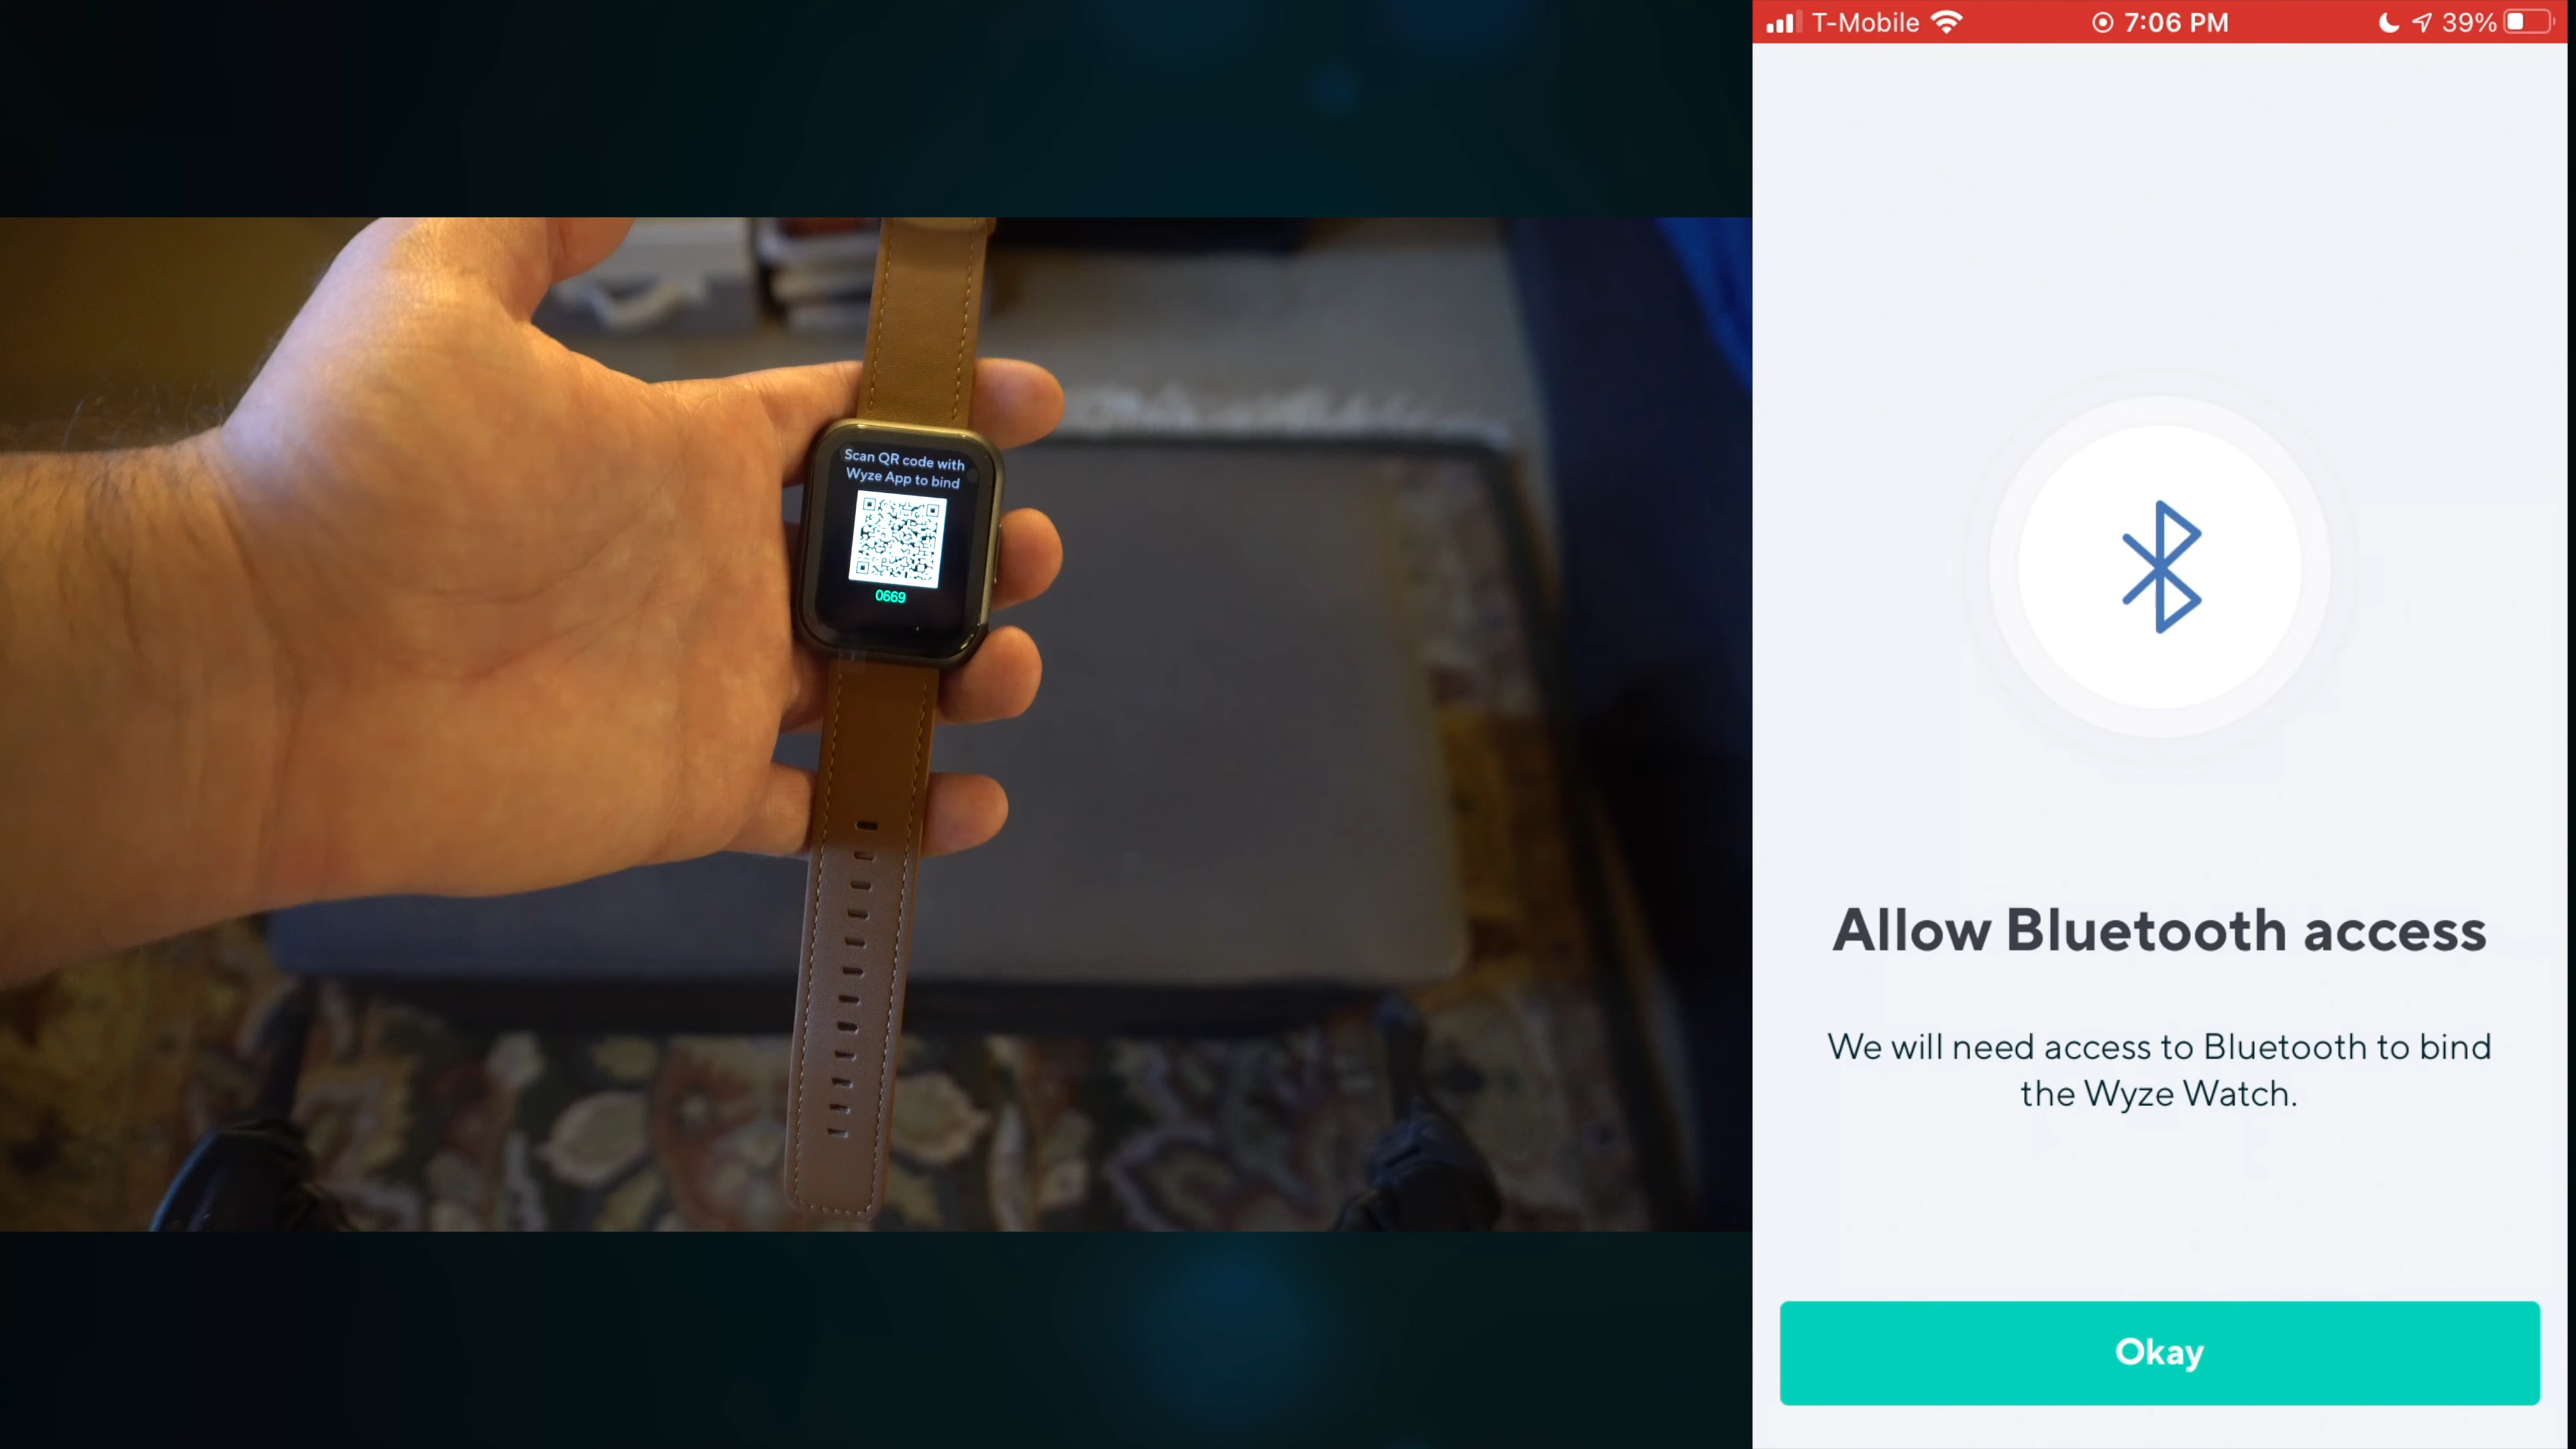 Scan QR code with
Wyze App to bind
0669
T-Mobile
7:06 PM
39%
Allow Bluetooth access
We will need access to Bluetooth to bind
the Wyze Watch.
Okay